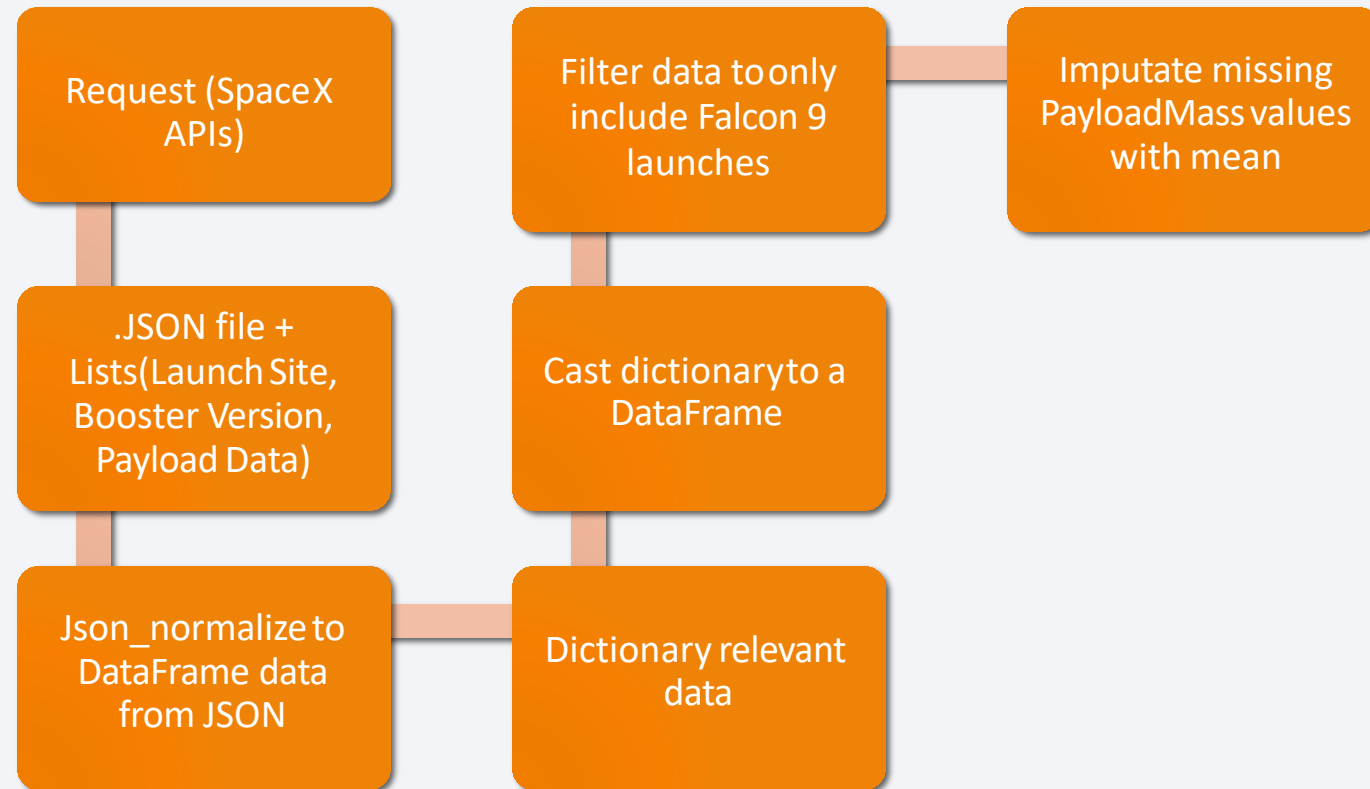 Request (SpaceX
APIs)
.JSON file +
Lists(Launch Site,
Booster Version,
Payload Data)
Json_normalize to
DataFrame data
from JSON
Dictionary relevant
data
Cast dictionary to a
DataFrame
Filter data to only
include Falcon 9
launches
Imputate missing
PayloadMass values
with mean